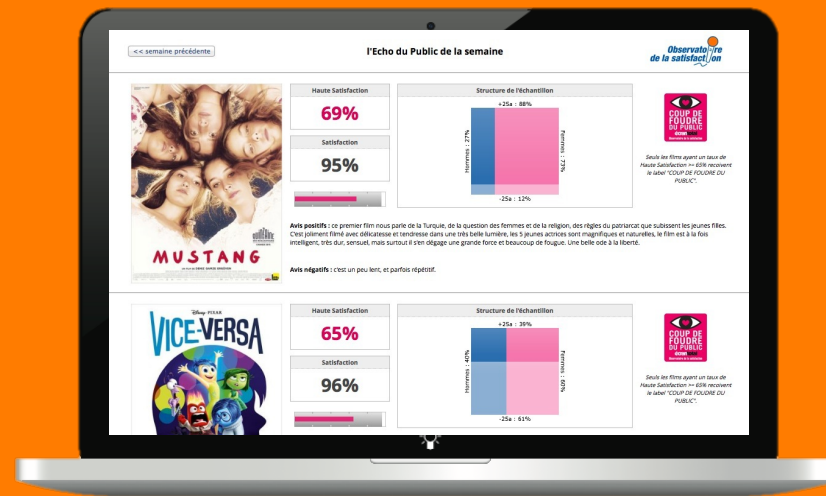 << semaine précédente
l'Echo du Public de la semaine
Observatoire
de la satisfaction
MUSTANG
Haute Satisfaction
69%
Satisfaction
95%
Structure de l'échantillon
+25a : 88%
Hommes : 27%
Femmes : 73%
-25a : 12%
COUP DE
FOUDRE
DU PUBLIC
écran total
Seuls les films ayant un taux de
Haute Satisfaction >= 65% recoivent
le label "COUP DE FOUDRE DU
PUBLIC".
Avis positifs : ce premier film nous parle de la Turquie, de la question des femmes et de la religion, des règles du patriarcat que subissent les jeunes filles.
C'est joliment filmé avec délicatesse et tendresse dans une très belle lumière, les 5 jeunes actrices sont magnifiques et naturelles, le film est à la fois
intelligent, très dur, sensuel, mais surtout il s'en dégage une grande force et beaucoup de fougue. Une belle ode à la liberté.
Avis négatifs : c'est un peu lent, et parfois répétitif.
Disney·PIXAR
VICE-VERSA
Haute Satisfaction
65%
Satisfaction
96%
Structure de l'échantillon
+25a : 39%
Hommes : 40%
Femmes : 60%
-25a : 61%
COUP DE
FOUDRE
DU PUBLIC
écran total
Seuls les films ayant un taux de
Haute Satisfaction >= 65% recoivent
le label "COUP DE FOUDRE DU
PUBLIC".